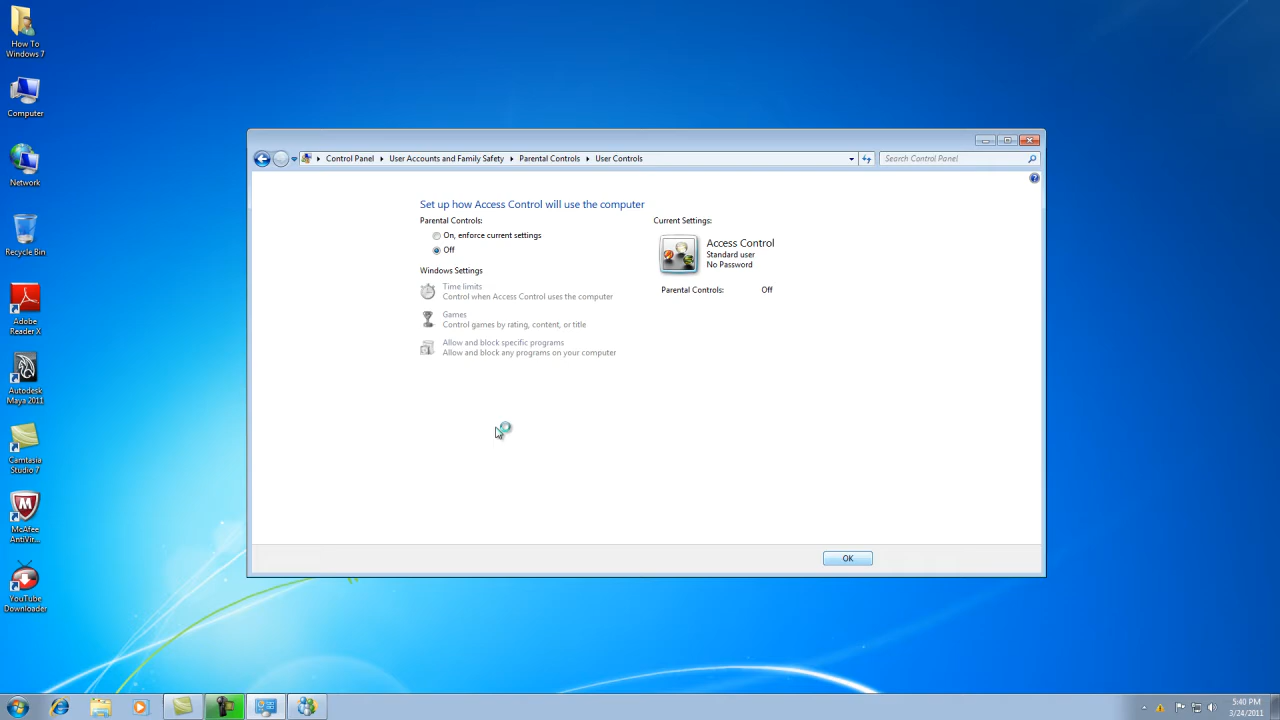 How To
Windows 7
Computer
Network
Recycle Bin
Adobe
Reader X
Autodesk
Maya 2011
Camtasia
Studio 7
McAfee
AntiVir...
YouTube
Downloader
Control Panel
User Accounts and Family Safety
Parental Controls
User Controls
Search Control Panel
Set up how Access Control will use the computer
Parental Controls:
On, enforce current settings
Off
Windows Settings
Time limits
Control when Access Control uses the computer
Games
Control games by rating, content, or title
Allow and block specific programs
Allow and block any programs on your computer
Current Settings:
Access Control
Standard user
No Password
Parental Controls: Off
OK
5:40 PM
3/24/2011